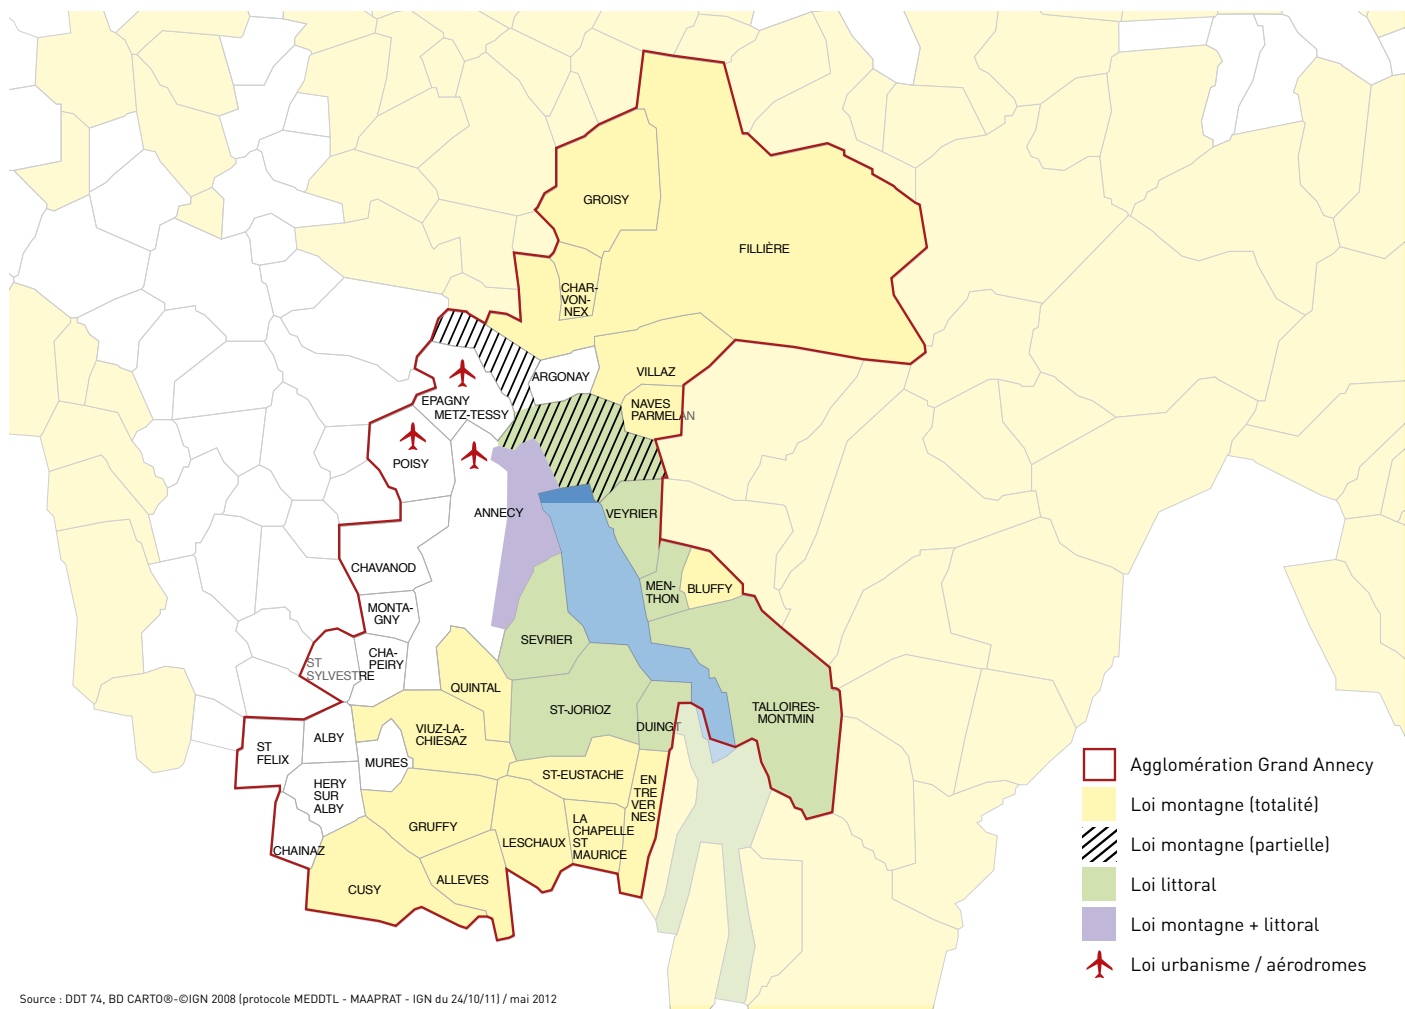 GROISY
FILLIÈRE
CHAR-
VON-
NEX
ARGONAY
VILLAZ
EPAGNY
METZ-TESSY
NAVES
PARMELAN
POISY
ANNECY
VEYRIER
CHAVANOD
MEN-
THON
BLUFFY
MONTA-
GNY
SEVRIER
CHA-
PEIRY
ST
SYLVESTRE
QUINTAL
ST-JORIOZ
DUINGT
TALLOIRES-
MONTMIN
VIUZ-LA-
CHIESAZ
ALBY
ST
FELIX
MURES
HERY
SUR
ALBY
ST-EUSTACHE
EN
TRE
VER
NES
GRUFFY
LESCHAUX
LA
CHAPELLE
ST
MAURICE
CHAINAZ
CUSY
ALLEVES
Agglomération Grand Annecy
Loi montagne (totalité)
Loi montagne (partielle)
Loi littoral
Loi montagne + littoral
Loi urbanisme / aérodromes
Source : DDT 74, BD CARTO®-©IGN 2008 (protocole MEDDTL - MAAPRAT - IGN du 24/10/11) / mai 2012